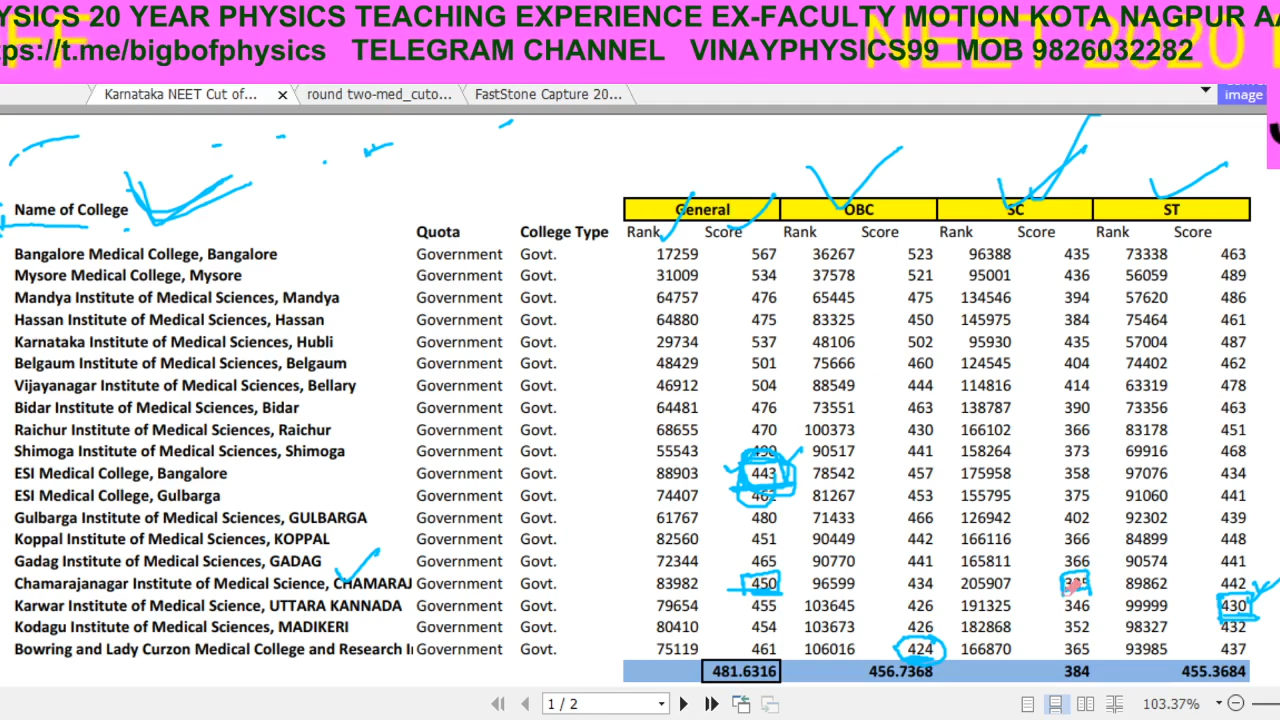 YSICS 20 YEAR PHYSICS TEACHING EXPERIENCE EX-FACULTY MOTION KOTA NAGPUR AA
ps://t.me/bigbofphysics TELEGRAM CHANNEL VINAYPHYSICS99 MOB 9826032282
NEET 2020
Karnataka NEET Cut of... × round two-med_cuto... FastStone Capture 20...
image
Name of College General OBC SC ST
Quota College Type Rank Score Rank Score Rank Score Rank Score
Bangalore Medical College, Bangalore Government Govt. 17259 567 36267 523 96388 435 73338 463
Mysore Medical College, Mysore Government Govt. 31009 534 37578 521 95001 436 56059 489
Mandya Institute of Medical Sciences, Mandya Government Govt. 64757 476 65445 475 134546 394 57620 486
Hassan Institute of Medical Sciences, Hassan Government Govt. 64880 475 83325 450 145975 384 75464 461
Karnataka Institute of Medical Sciences, Hubli Government Govt. 29734 537 48106 502 95930 435 57004 487
Belgaum Institute of Medical Sciences, Belgaum Government Govt. 48429 501 75666 460 124545 404 74402 462
Vijayanagar Institute of Medical Sciences, Bellary Government Govt. 46912 504 88549 444 114816 414 63319 478
Bidar Institute of Medical Sciences, Bidar Government Govt. 64481 476 73551 463 138787 390 73356 463
Raichur Institute of Medical Sciences, Raichur Government Govt. 68655 470 100373 430 166102 366 83178 451
Shimoga Institute of Medical Sciences, Shimoga Government Govt. 55543 490 90517 441 158264 373 69916 468
ESI Medical College, Bangalore Government Govt. 88903 443 78542 457 175958 358 97076 434
ESI Medical College, Gulbarga Government Govt. 74407 462 81267 453 155795 375 91060 441
Gulbarga Institute of Medical Sciences, GULBARGA Government Govt. 61767 480 71433 466 126942 402 92302 439
Koppal Institute of Medical Sciences, KOPPAL Government Govt. 82560 451 90449 442 166116 366 84899 448
Gadag Institute of Medical Sciences, GADAG Government Govt. 72344 465 90770 441 165811 366 90574 441
Chamarajanagar Institute of Medical Science, CHAMARAJ Government Govt. 83982 450 96599 434 205907 89862 442
Karwar Institute of Medical Science, UTTARA KANNADA Government Govt. 79654 455 103645 426 191325 346 99999 430
Kodagu Institute of Medical Sciences, MADIKERI Government Govt. 80410 454 103673 426 182868 352 98327 432
Bowring and Lady Curzon Medical College and Research I Government Govt. 75119 461 106016 424 166870 365 93985 437
481.6316 456.7368 384 455.3684
1 / 2 103.37%